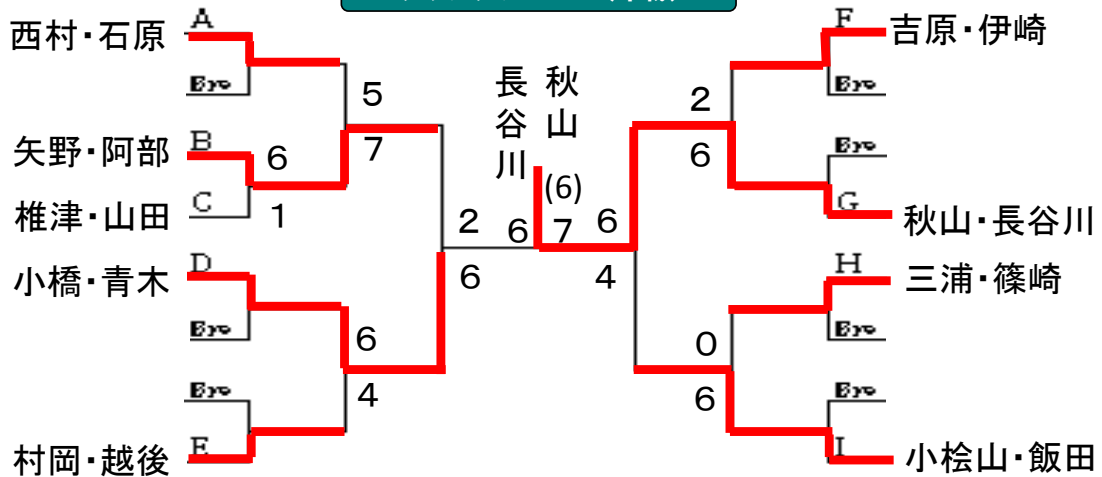 A
西村・石原
Bye
5
7
B
矢野・阿部
6
1
C
椎津・山田
2
6
D
小橋・青木
Bye
6
4
Bye
E
村岡・越後
秋山
長谷川
(6)
6 7
F
吉原・伊崎
Bye
2
6
Bye
G
秋山・長谷川
6
4
H
三浦・篠崎
Bye
0
6
Bye
I
小桧山・飯田